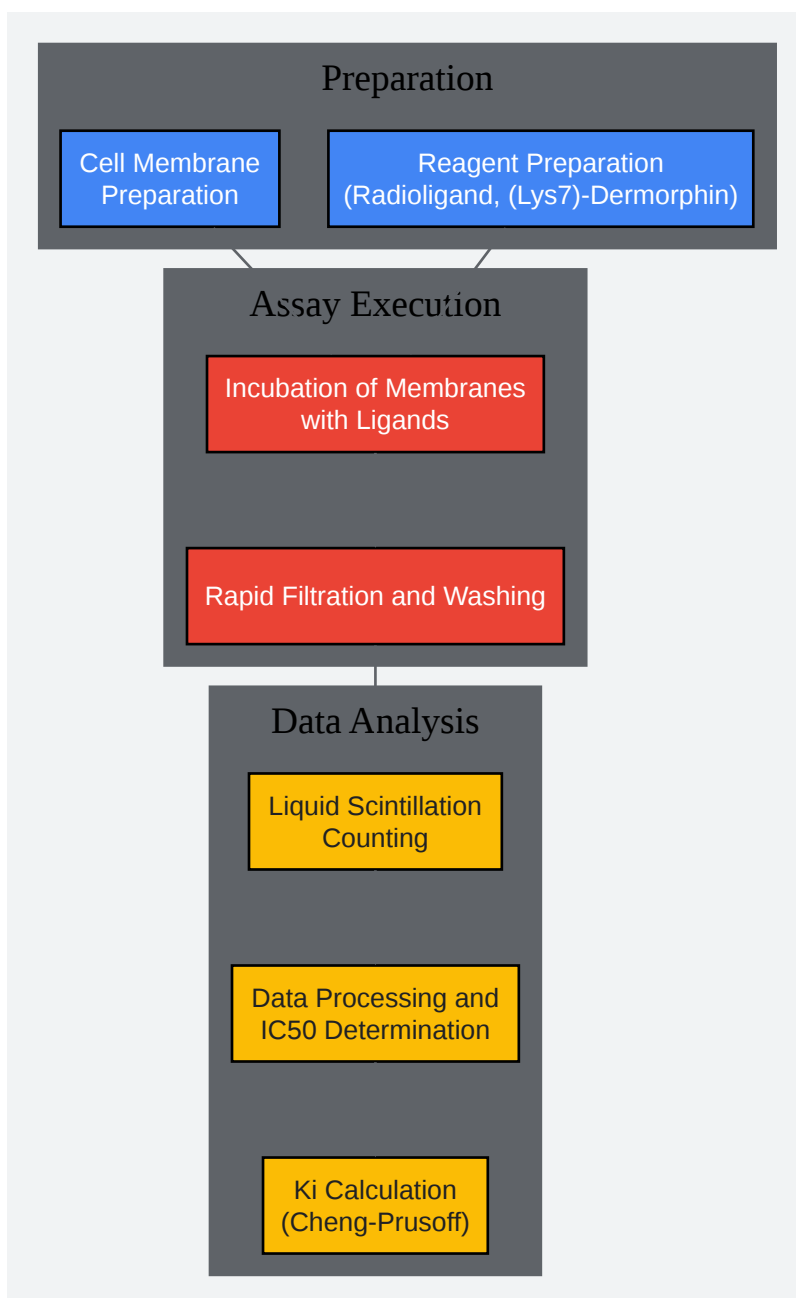 Preparation
Cell Membrane
Preparation
Reagent Preparation
(Radioligand, (Lys7)-Dermorphin)
Assay Execution
Incubation of Membranes
with Ligands
Rapid Filtration and Washing
Data Analysis
Liquid Scintillation
Counting
Data Processing and
IC50 Determination
Ki Calculation
(Cheng-Prusoff)